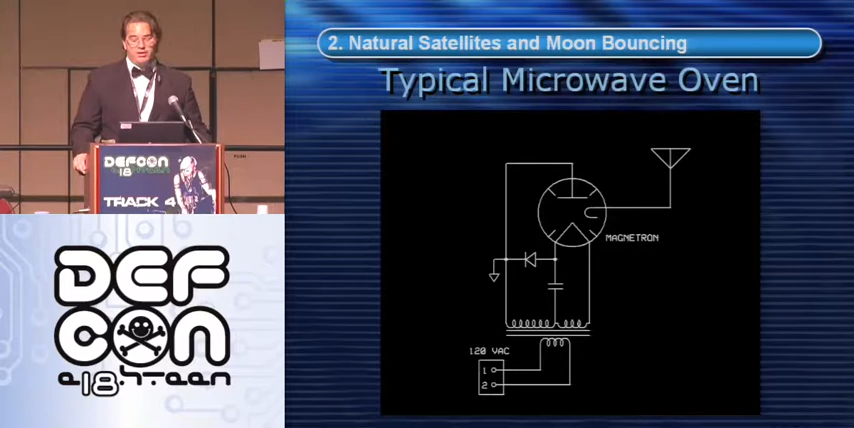 2. Natural Satellites and Moon Bouncing
Typical Microwave Oven
MAGNETRON
120 VAC
1
2
DEFCON
18
TRACK 4
DEF
CON
e18hteen